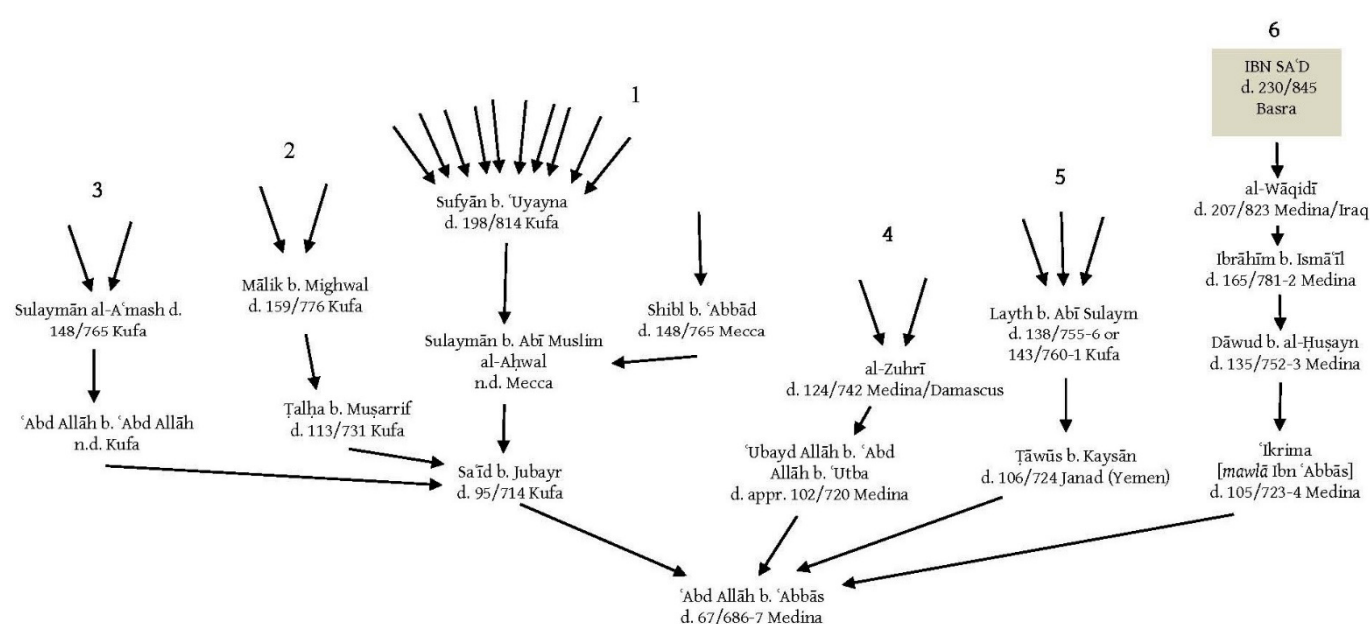 6
IBN SAʿD
d. 230/845
Basra
1
2
3
4
5
Sufyān b. ʿUyayna
d. 198/814 Kufa
al-Wāqidī
d. 207/823 Medina/Iraq
Mālik b. Mighwal
d. 159/776 Kufa
Ibrāhīm b. Ismāʿīl
d. 165/781-2 Medina
Sulaymān al-Aʿmash d.
148/765 Kufa
Shibl b. ʿAbbād
d. 148/765 Mecca
Layth b. Abī Sulaym
d. 138/755-6 or
143/760-1 Kufa
Sulaymān b. Abī Muslim
al-Aḥwal
n.d. Mecca
al-Zuhrī
d. 124/742 Medina/Damascus
Dāwud b. al-Ḥuṣayn
d. 135/752-3 Medina
ʿAbd Allāh b. ʿAbd Allāh
n.d. Kufa
Ṭalḥa b. Muṣarrif
d. 113/731 Kufa
Saʿīd b. Jubayr
d. 95/714 Kufa
ʿUbayd Allāh b. ʿAbd
Allāh b. ʿUtba
d. appr. 102/720 Medina
Ṭāwūs b. Kaysān
d. 106/724 Janad (Yemen)
ʿIkrima
[mawlā Ibn ʿAbbās]
d. 105/723-4 Medina
ʿAbd Allāh b. ʿAbbās
d. 67/686-7 Medina